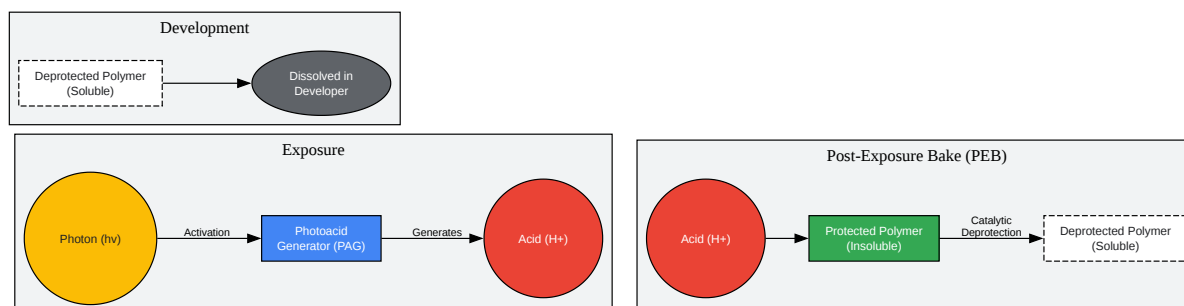 Development
Deprotected Polymer
(Soluble)
Dissolved in
Developer
Exposure
Photon (hv)
Activation
Photoacid
Generator (PAG)
Generates
Acid (H+)
Post-Exposure Bake (PEB)
Acid (H+)
Protected Polymer
(Insoluble)
Catalytic
Deprotection
Deprotected Polymer
(Soluble)